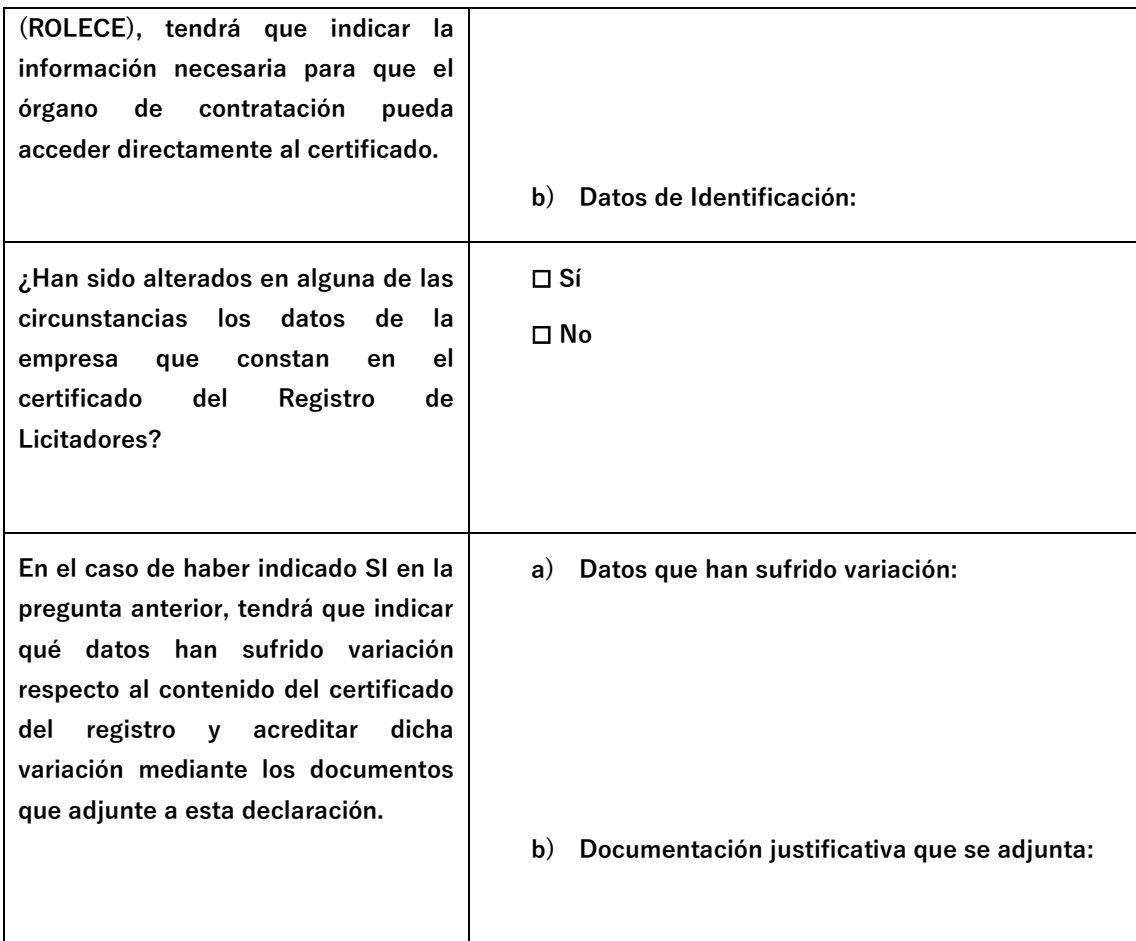 (ROLECE), tendrá que indicar la
información necesaria para que el
órgano de contratación pueda
acceder directamente al certificado.
b) Datos de Identificación:
¿Han sido alterados en alguna de las
circunstancias los datos de la
empresa que constan en el
certificado del Registro de
Licitadores?
☐ Sí
☐ No
En el caso de haber indicado SI en la
pregunta anterior, tendrá que indicar
qué datos han sufrido variación
respecto al contenido del certificado
del registro y acreditar dicha
variación mediante los documentos
que adjunte a esta declaración.
a) Datos que han sufrido variación:
b) Documentación justificativa que se adjunta: